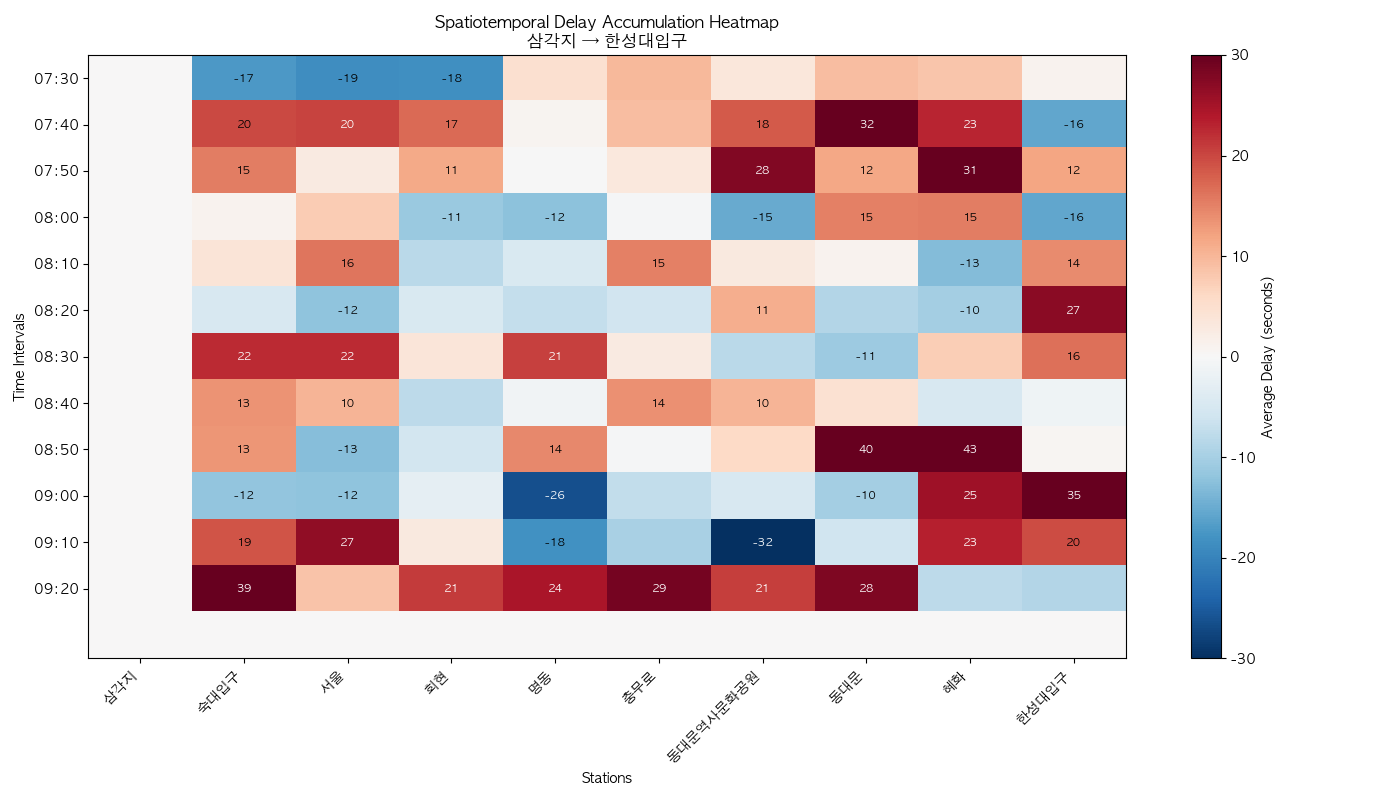 Spatiotemporal Delay Accumulation Heatmap
삼각지 → 한성대입구
07:30 -17 -19 -18
07:40 20 20 17 18 32 23 -16
07:50 15 11 28 12 31 12
08:00 -11 -12 -15 15 15 -16
08:10 16 15 -13 14
08:20 -12 11 -10 27
08:30 22 22 21 -11 16
08:40 13 10 14 10
08:50 13 -13 14 40 43
09:00 -12 -12 -26 -10 25 35
09:10 19 27 -18 -32 23 20
09:20 39 21 24 29 21 28
Time Intervals
삼각지 숙대입구 서울 회현 명동 충무로 동대문역사문화공원 동대문 혜화 한성대입구
Stations
30
20
10
0
-10
-20
-30
Average Delay (seconds)